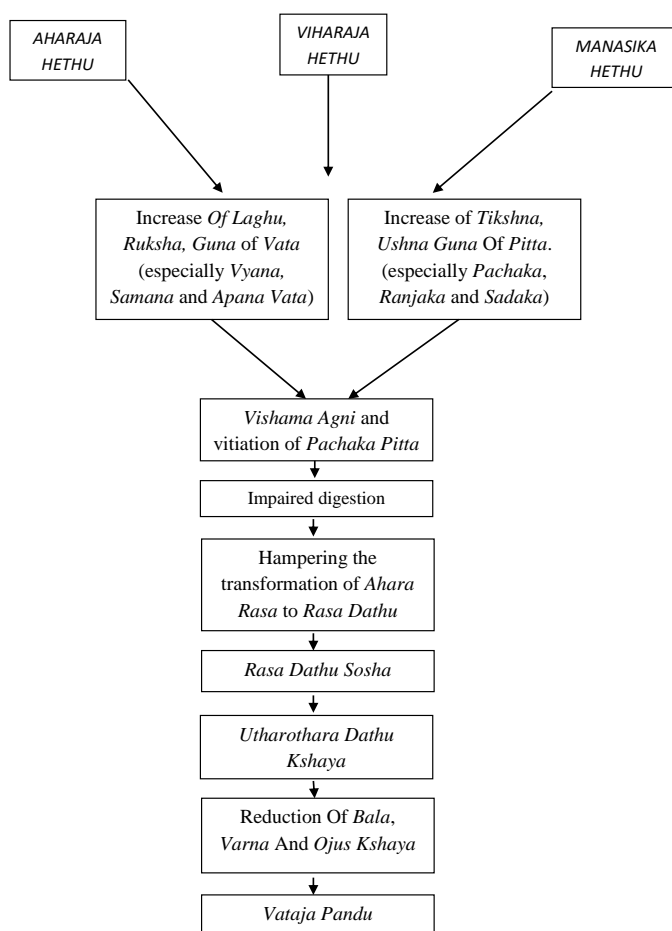 AHARAJA
HETHU
VIHARAJA
HETHU
MANASIKA
HETHU
Increase Of Laghu,
Ruksha, Guna of Vata
(especially Vyana,
Samana and Apana Vata)
Increase of Tikshna,
Ushna Guna Of Pitta.
(especially Pachaka,
Ranjaka and Sadaka)
Vishama Agni and
vitiation of Pachaka Pitta
Impaired digestion
Hampering the
transformation of Ahara
Rasa to Rasa Dathu
Rasa Dathu Sosha
Utharothara Dathu
Kshaya
Reduction Of Bala,
Varna And Ojus Kshaya
Vataja Pandu